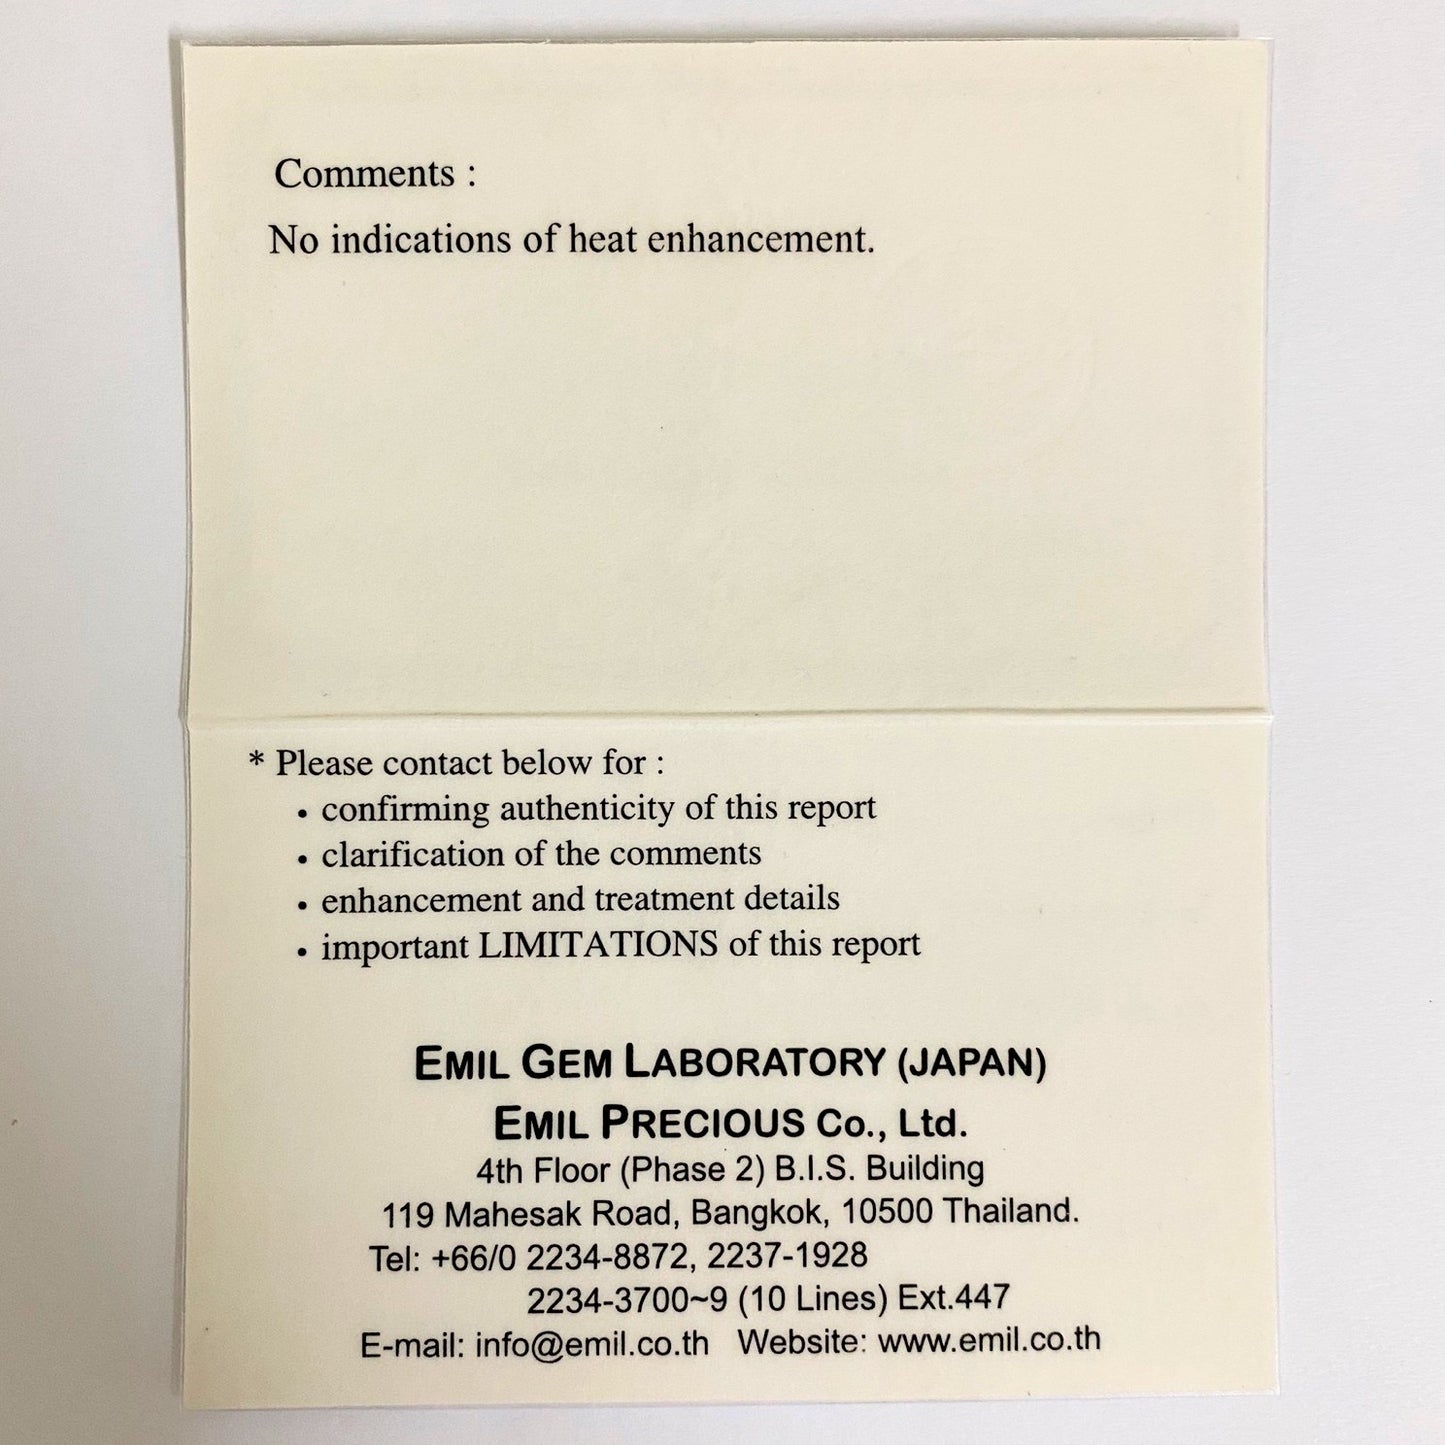 Comments :
No indications of heat enhancement.
* Please contact below for :
• confirming authenticity of this report
• clarification of the comments
• enhancement and treatment details
• important LIMITATIONS of this report
EMIL GEM LABORATORY (JAPAN)
EMIL PRECIOUS Co., Ltd.
4th Floor (Phase 2) B.I.S. Building
119 Mahesak Road, Bangkok, 10500 Thailand.
Tel: +66/0 2234-8872, 2237-1928
2234-3700~9 (10 Lines) Ext.447
E-mail: info@emil.co.th Website: www.emil.co.th